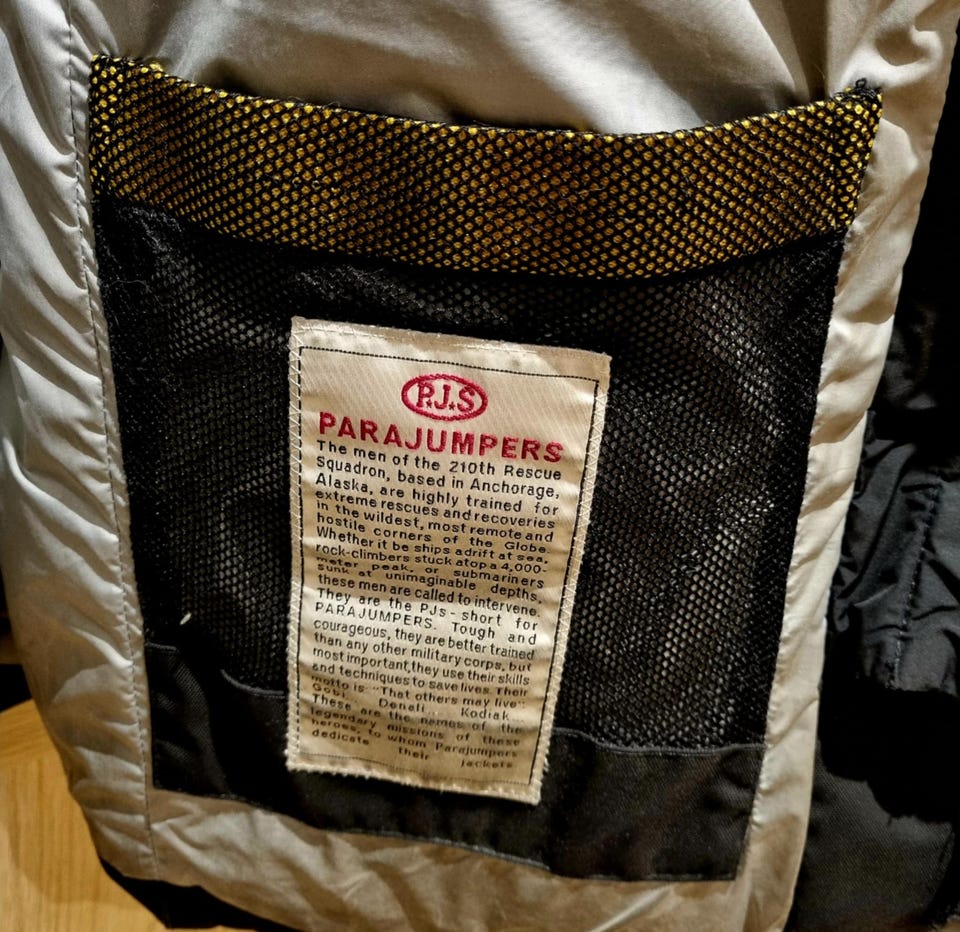 P.J.S
PARAJUMPERS
The men of the 210th Rescue
Squadron, based in Anchorage,
Alaska, are highly trained for
extreme rescues and recoveries
in the wildest, most remote and
hostile corners of the Globe.
Whether it be ships adrift at sea,
rock-climbers stuck atop a 4,000-
meter peak, or submariners
sunk at unimaginable depths,
these men are called to intervene.
They are the PJs - short for
PARAJUMPERS. Tough and
courageous, they are better trained
than any other military corps, but
most important, they use their skills
and techniques to save lives. Their
motto is "That others may live":
Gobi... Denali... Kodiak...
These are the names of the
legendary missions of these
heroes, to whom Parajumpers
dedicate their jackets